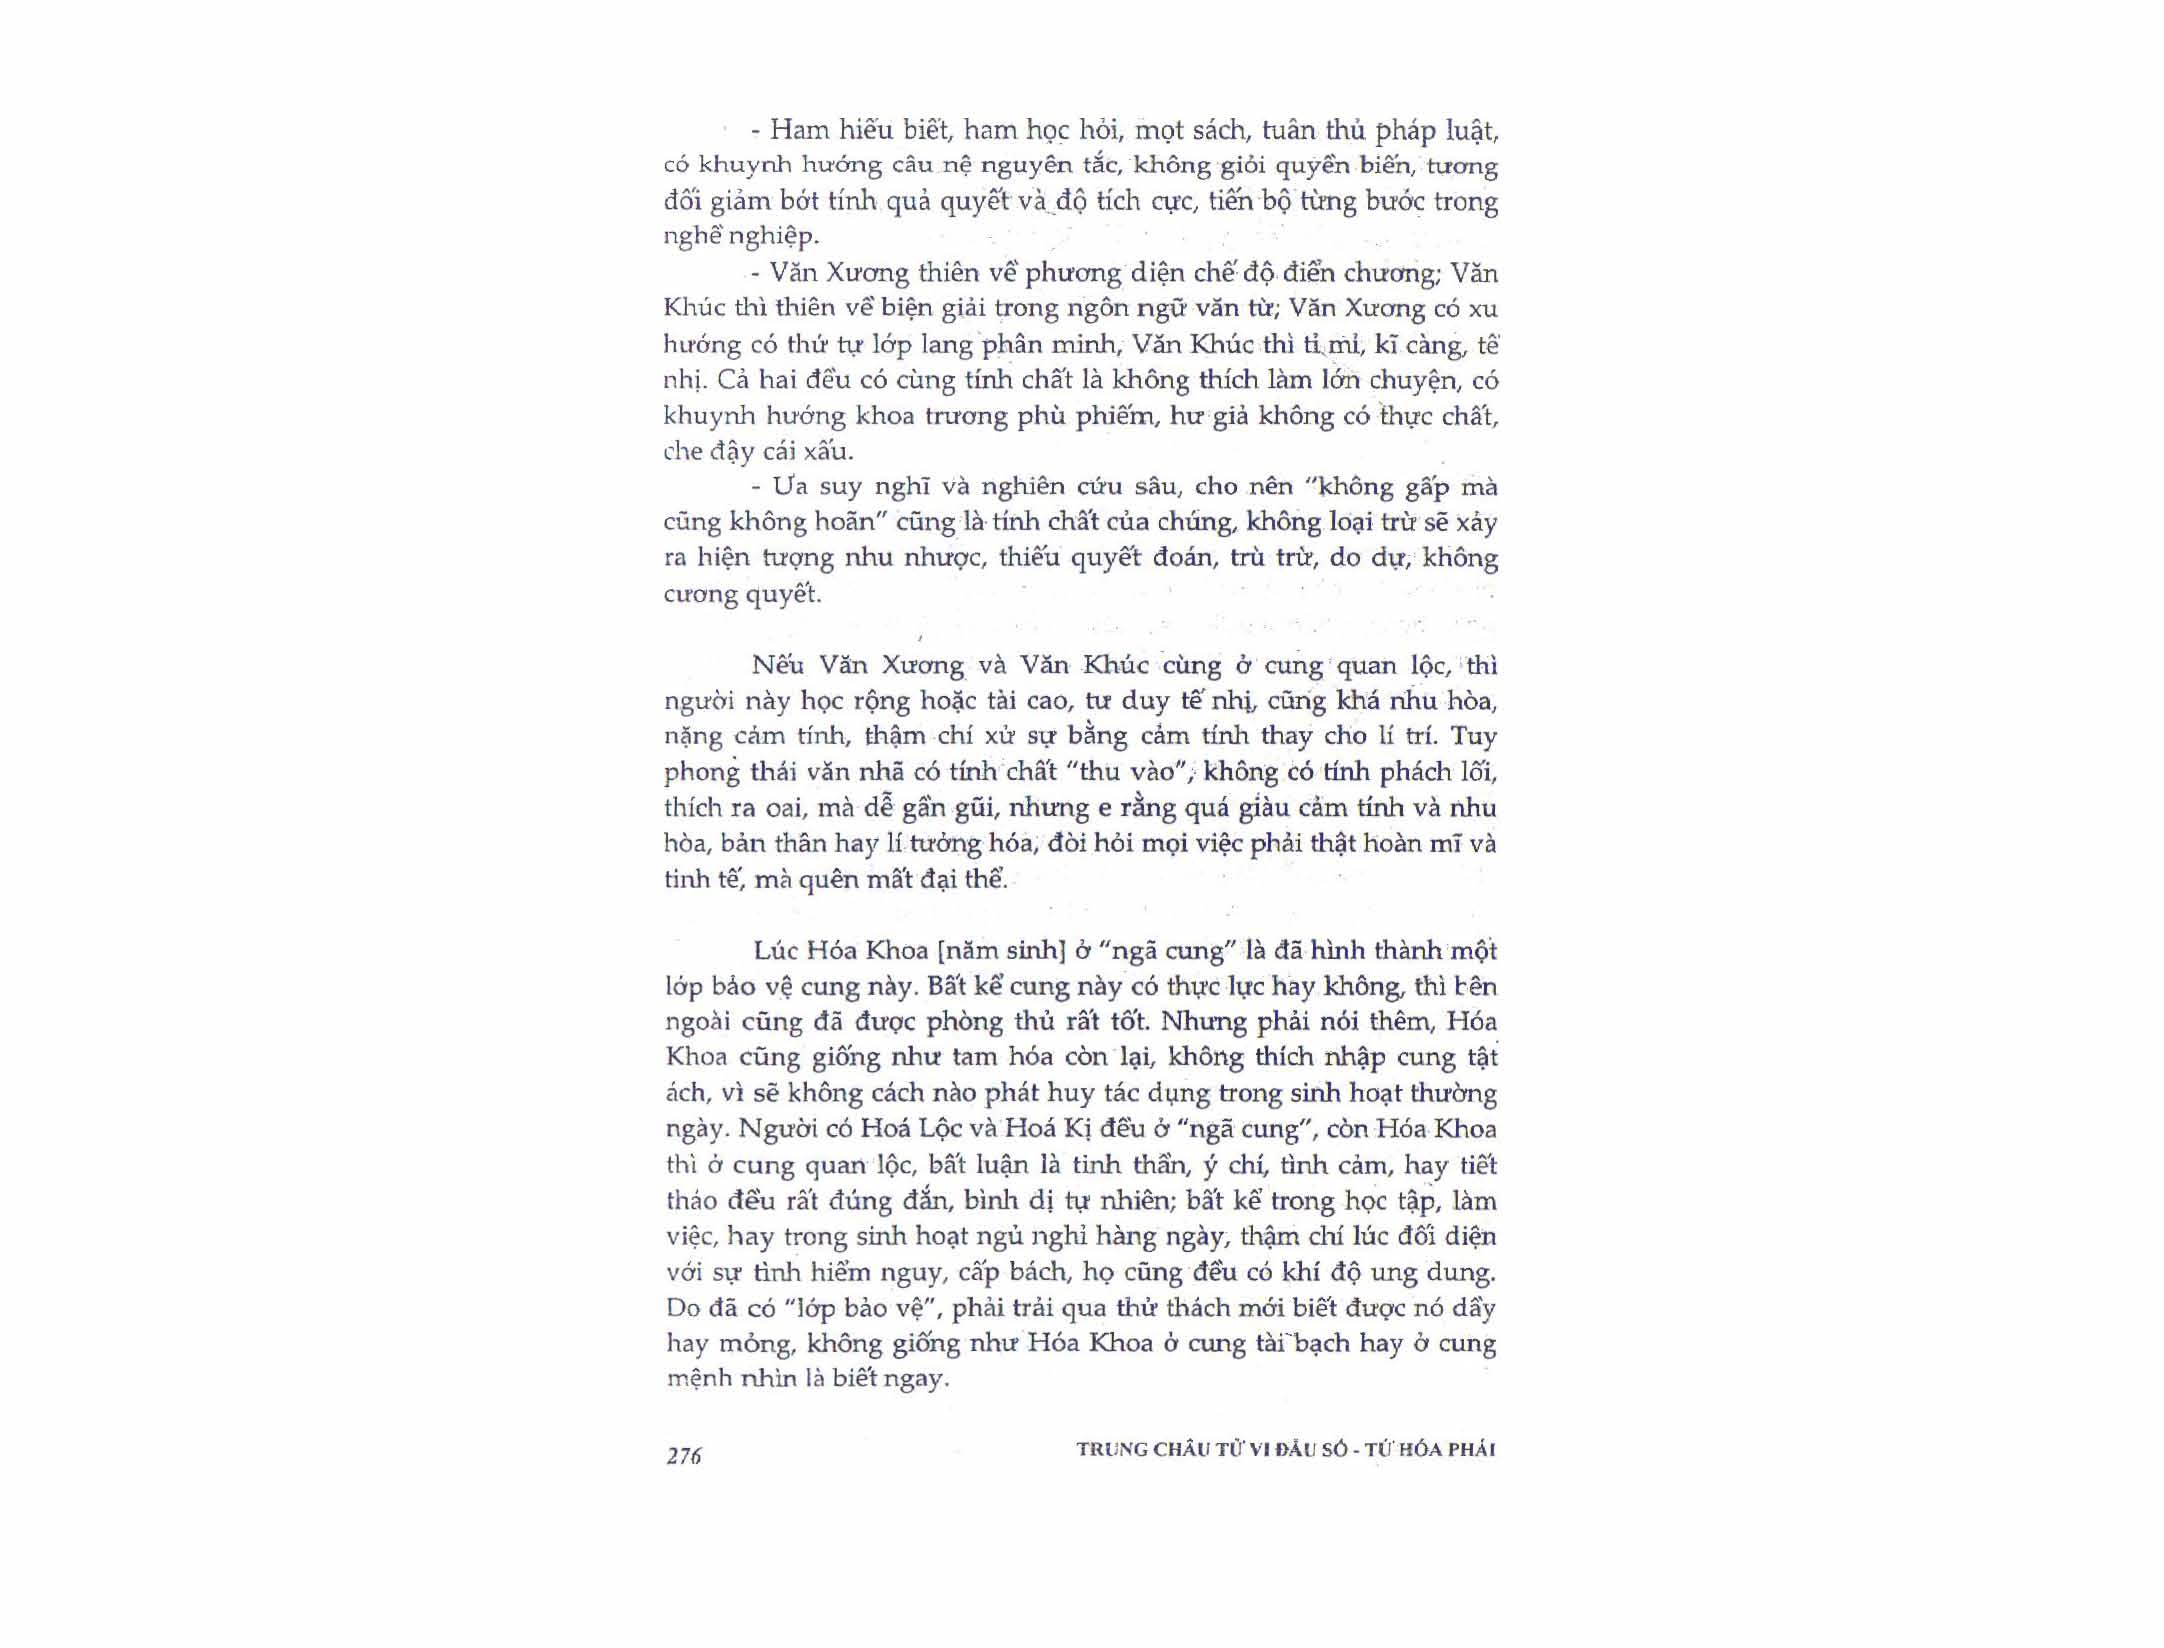 - Ham hiểu biết, ham học hỏi, mọt sách, tuân thủ pháp luật,
có khuynh hướng câu nệ nguyên tắc, không giỏi quyền biến, tương
đối giảm bớt tính quả quyết và độ tích cực, tiến bộ từng bước trong
nghề nghiệp.
- Văn Xương thiên về phương diện chế độ điển chương; Văn
Khúc thì thiên về biện giải trong ngôn ngữ văn từ; Văn Xương có xu
hướng có thứ tự lớp lang phân minh, Văn Khúc thì tỉ mỉ, kĩ càng, tế
nhị. Cả hai đều có cùng tính chất là không thích làm lớn chuyện, có
khuynh hướng khoa trương phù phiếm, hư giả không có thực chất,
che đậy cái xấu.
- Ưa suy nghĩ và nghiên cứu sâu, cho nên "không gấp mà
cũng không hoãn" cũng là tính chất của chúng, không loại trừ sẽ xảy
ra hiện tượng nhu nhược, thiếu quyết đoán, trù trừ, do dự, không
cương quyết.
Nếu Văn Xương và Văn Khúc cùng ở cung quan lộc, thì
người này học rộng hoặc tài cao, tư duy tế nhị, cũng khá nhu hòa,
nặng cảm tính, thậm chí xử sự bằng cảm tính thay cho lí trí. Tuy
phong thái văn nhã có tính chất "thu vào", không có tính phách lối,
thích ra oai, mà dễ gần gũi, nhưng e rằng quá giàu cảm tính và nhu
hòa, bản thân hay lí tưởng hóa, đòi hỏi mọi việc phải thật hoàn mĩ và
tinh tế, mà quên mất đại thể.
Lúc Hóa Khoa [năm sinh] ở "ngã cung" là đã hình thành một
lớp bảo vệ cung này. Bất kể cung này có thực lực hay không, thì bên
ngoài cũng đã được phòng thủ rất tốt. Nhưng phải nói thêm, Hóa
Khoa cũng giống như tam hóa còn lại, không thích nhập cung tật
ách, vì sẽ không cách nào phát huy tác dụng trong sinh hoạt thường
ngày. Người có Hoá Lộc và Hoá Kị đều ở "ngã cung", còn Hóa Khoa
thì ở cung quan lộc, bất luận là tinh thần, ý chí, tình cảm, hay tiết
tháo đều rất đúng đắn, bình dị tự nhiên; bất kể trong học tập, làm
việc, hay trong sinh hoạt ngủ nghỉ hàng ngày, thậm chí lúc đối diện
với sự tình hiểm nguy, cấp bách, họ cũng đều có khí độ ung dung.
Do đã có "lớp bảo vệ", phải trải qua thử thách mới biết được nó dầy
hay mỏng, không giống như Hóa Khoa ở cung tài bạch hay ở cung
mệnh nhìn là biết ngay.
276
TRUNG CHÂU TỬ VI ĐẨU SỐ - TỨ HÓA PHÁI